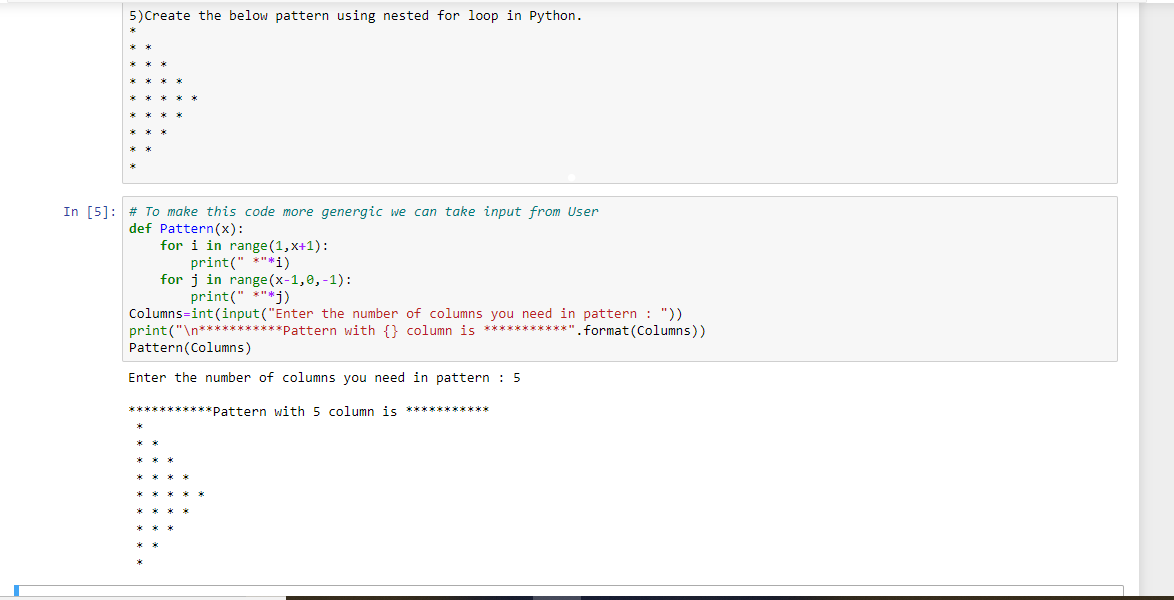 5)Create the below pattern using nested for loop in Python.
*
* *
* * *
* * * *
* * * * *
* * * *
* * *
* *
*
In [5]: # To make this code more genergic we can take input from User
def Pattern(x):
    for i in range(1,x+1):
        print(" *"*i)
    for j in range(x-1,0,-1):
        print(" *"*j)
Columns=int(input("Enter the number of columns you need in pattern : "))
print("\n***********Pattern with {} column is ***********".format(Columns))
Pattern(Columns)
Enter the number of columns you need in pattern : 5
***********Pattern with 5 column is ***********
 *
 * *
 * * *
 * * * *
 * * * * *
 * * * *
 * * *
 * *
 *